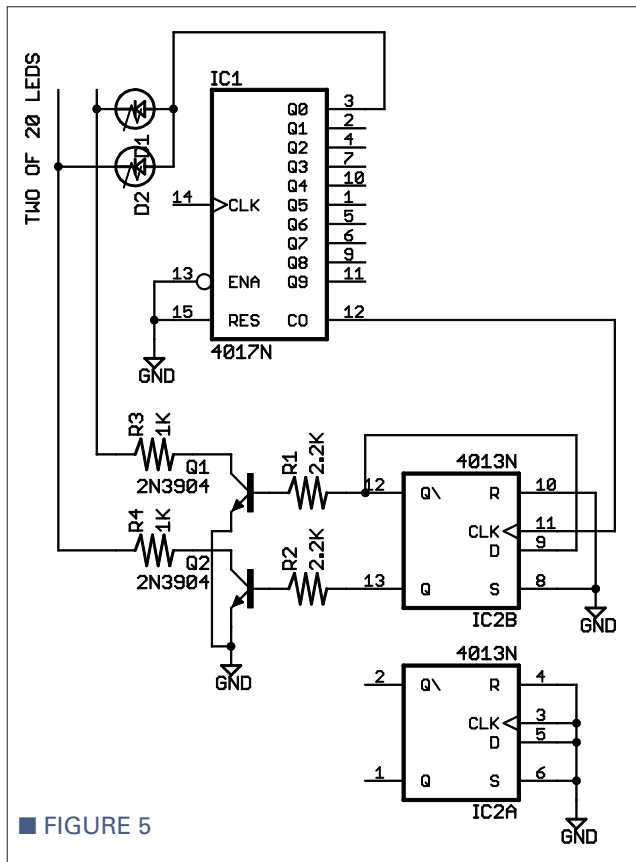 TWO OF 20 LEDS
D1
D2
IC1
Q0 3
Q1 2
Q2 4
Q3 7
Q4 10
14 CLK Q5 1
Q6 5
Q7 6
Q8 9
13 ENA Q9 11
15 RES CO 12
4017N
GND
R3
1K
Q1
2N3904
R1
2.2K
R4
1K
Q2
2N3904
R2
2.2K
GND
4013N
12 Q\ R 10
CLK 11
D 9
13 Q S 8
IC2B
GND
4013N
2 Q\ R 4
CLK 3
D 5
1 Q S 6
IC2A
GND
■ FIGURE 5